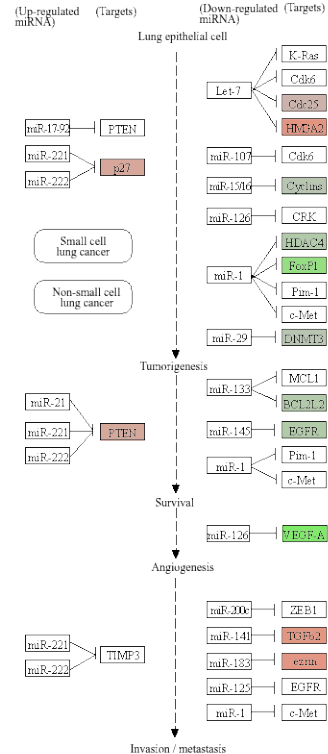 (Up-regulated miRNA) (Targets) (Down-regulated miRNA) (Targets)
Lung epithelial cell
K-Ras
Cdk6
Let-7
Cdc25
HMGA2
miR-17-92 PTEN
miR-107 Cdk6
miR-221
p27
miR-222
miR-15/16 Cyclins
miR-126 CRK
Small cell lung cancer
HDAC4
FoxP1
miR-1
Non-small cell lung cancer
Pim-1
c-Met
miR-29 DNMT3
Tumorigenesis
MCL1
miR-133
BCL2L2
miR-21
miR-221 PTEN
miR-222
miR-145 EGFR
Pim-1
miR-1
c-Met
Survival
miR-126 VEGF-A
Angiogenesis
miR-200c ZEB1
miR-141 TGFb2
miR-221
TIMP3
miR-222
miR-183 ezrin
miR-125 EGFR
miR-1 c-Met
Invasion / metastasis